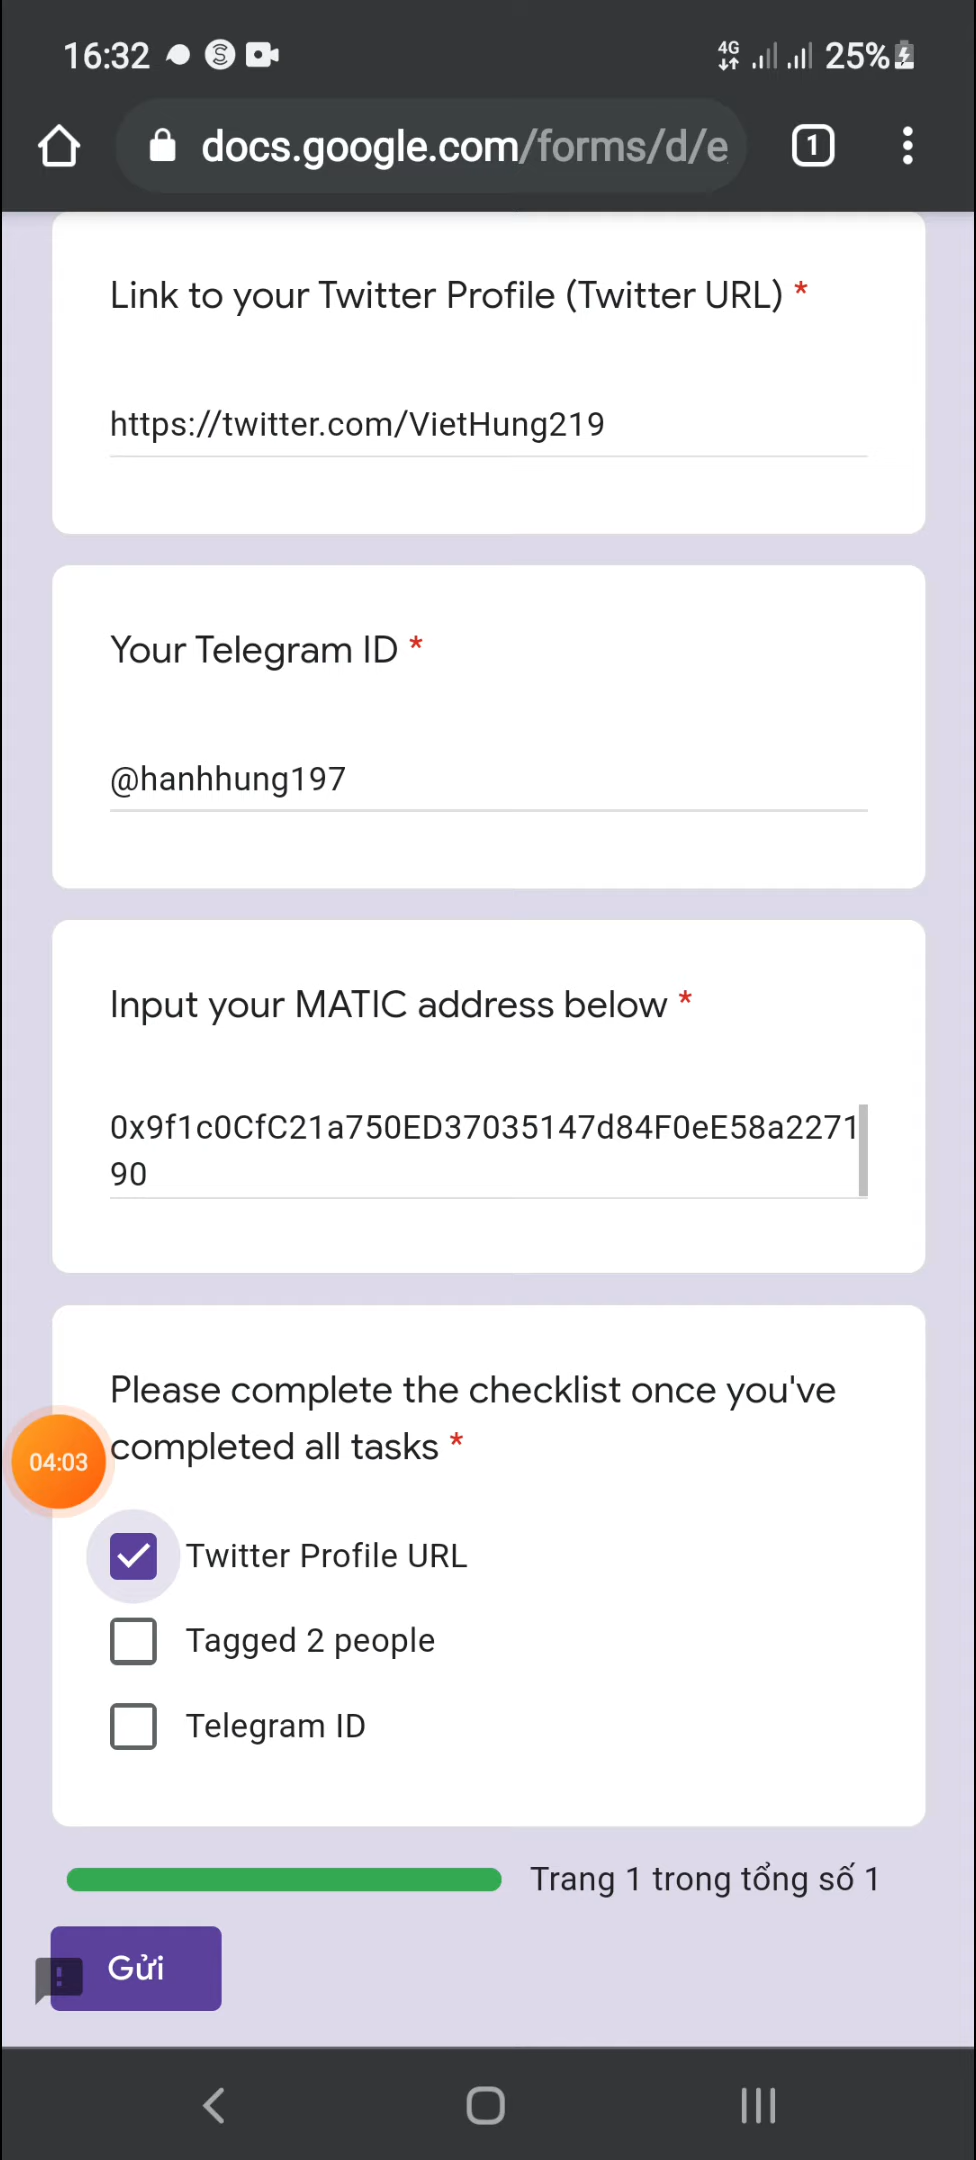 16:32
4G
25%
docs.google.com/forms/d/e
1
Link to your Twitter Profile (Twitter URL) *
https://twitter.com/VietHung219
Your Telegram ID *
@hanhhung197
Input your MATIC address below *
0x9f1c0CfC21a750ED37035147d84F0eE58a2271
90
Please complete the checklist once you've
completed all tasks *
04:03
Twitter Profile URL
Tagged 2 people
Telegram ID
Trang 1 trong tổng số 1
Gửi